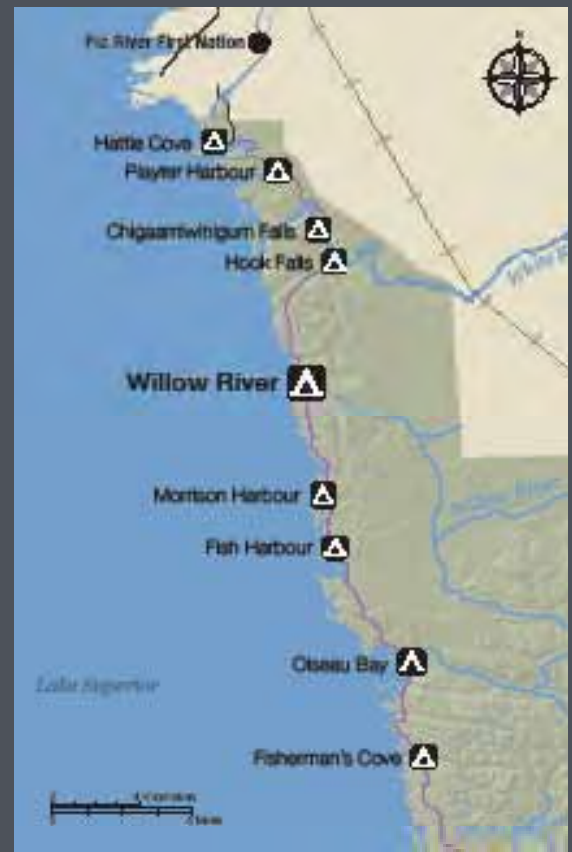 N
Pic River First Nation
Hattie Cove
Playter Harbour
Chigaamiwinigum Falls
Hook Falls
White
Willow River
Morrison Harbour
Fish Harbour
Willow River
Oiseau Bay
Lake Superior
Fisherman's Cove